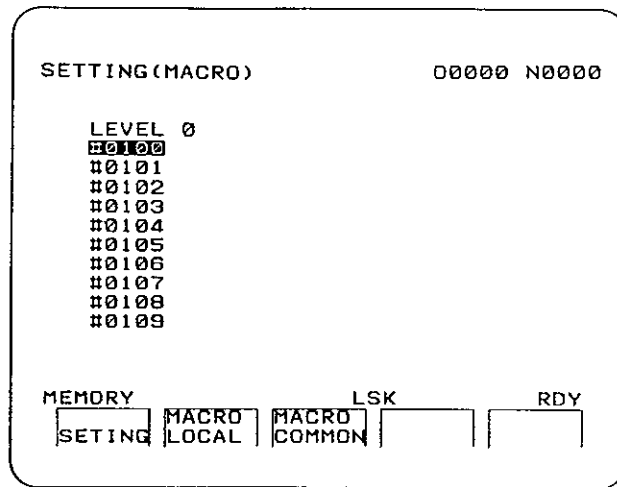 SETTING(MACRO) O0000 N0000
LEVEL 0
#0100
#0101
#0102
#0103
#0104
#0105
#0106
#0107
#0108
#0109
MEMORY LSK RDY
SETING MACRO LOCAL MACRO COMMON